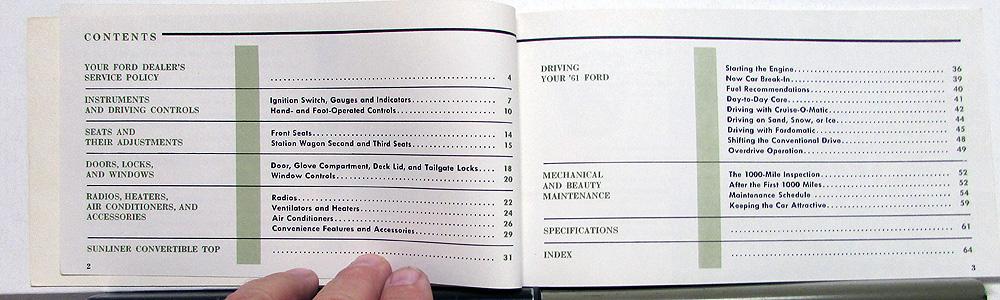 CONTENTS
YOUR FORD DEALER'S
SERVICE POLICY ........ 4
INSTRUMENTS
AND DRIVING CONTROLS
Ignition Switch, Gauges and Indicators ........ 7
Hand- and Foot-Operated Controls ........ 10
SEATS AND
THEIR ADJUSTMENTS
Front Seats ........ 14
Station Wagon Second and Third Seats ........ 15
DOORS, LOCKS,
AND WINDOWS
Door, Glove Compartment, Deck Lid, and Tailgate Locks .... 18
Window Controls ........ 20
RADIOS, HEATERS,
AIR CONDITIONERS, AND
ACCESSORIES
Radios ........ 22
Ventilators and Heaters ........ 24
Air Conditioners ........ 26
Convenience Features and Accessories ........ 29
SUNLINER CONVERTIBLE TOP ........ 31
2
DRIVING
YOUR '61 FORD
Starting the Engine ........ 36
New Car Break-In ........ 39
Fuel Recommendations ........ 40
Day-to-Day Care ........ 41
Driving with Cruise-O-Matic ........ 42
Driving on Sand, Snow, or Ice ........ 44
Driving with Fordomatic ........ 45
Shifting the Conventional Drive ........ 48
Overdrive Operation ........ 49
MECHANICAL
AND BEAUTY
MAINTENANCE
The 1000-Mile Inspection ........ 52
After the First 1000 Miles ........ 52
Maintenance Schedule ........ 54
Keeping the Car Attractive ........ 59
SPECIFICATIONS ........ 61
INDEX ........ 64
3